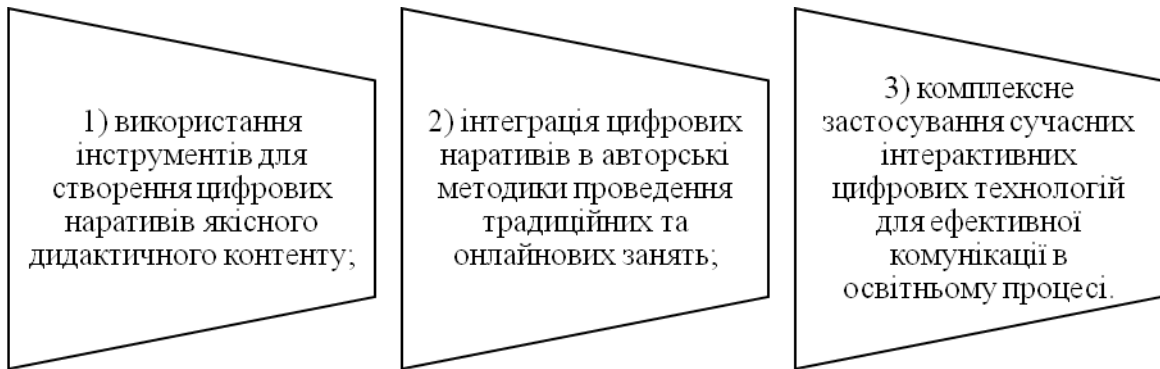 1) використання
інструментів для
створення цифрових
наративів якісного
дидактичного контенту;
2) інтеграція цифрових
наративів в авторські
методики проведення
традиційних та
онлайнових занять;
3) комплексне
застосування сучасних
інтерактивних
цифрових технологій
для ефективної
комунікації в
освітньому процесі.